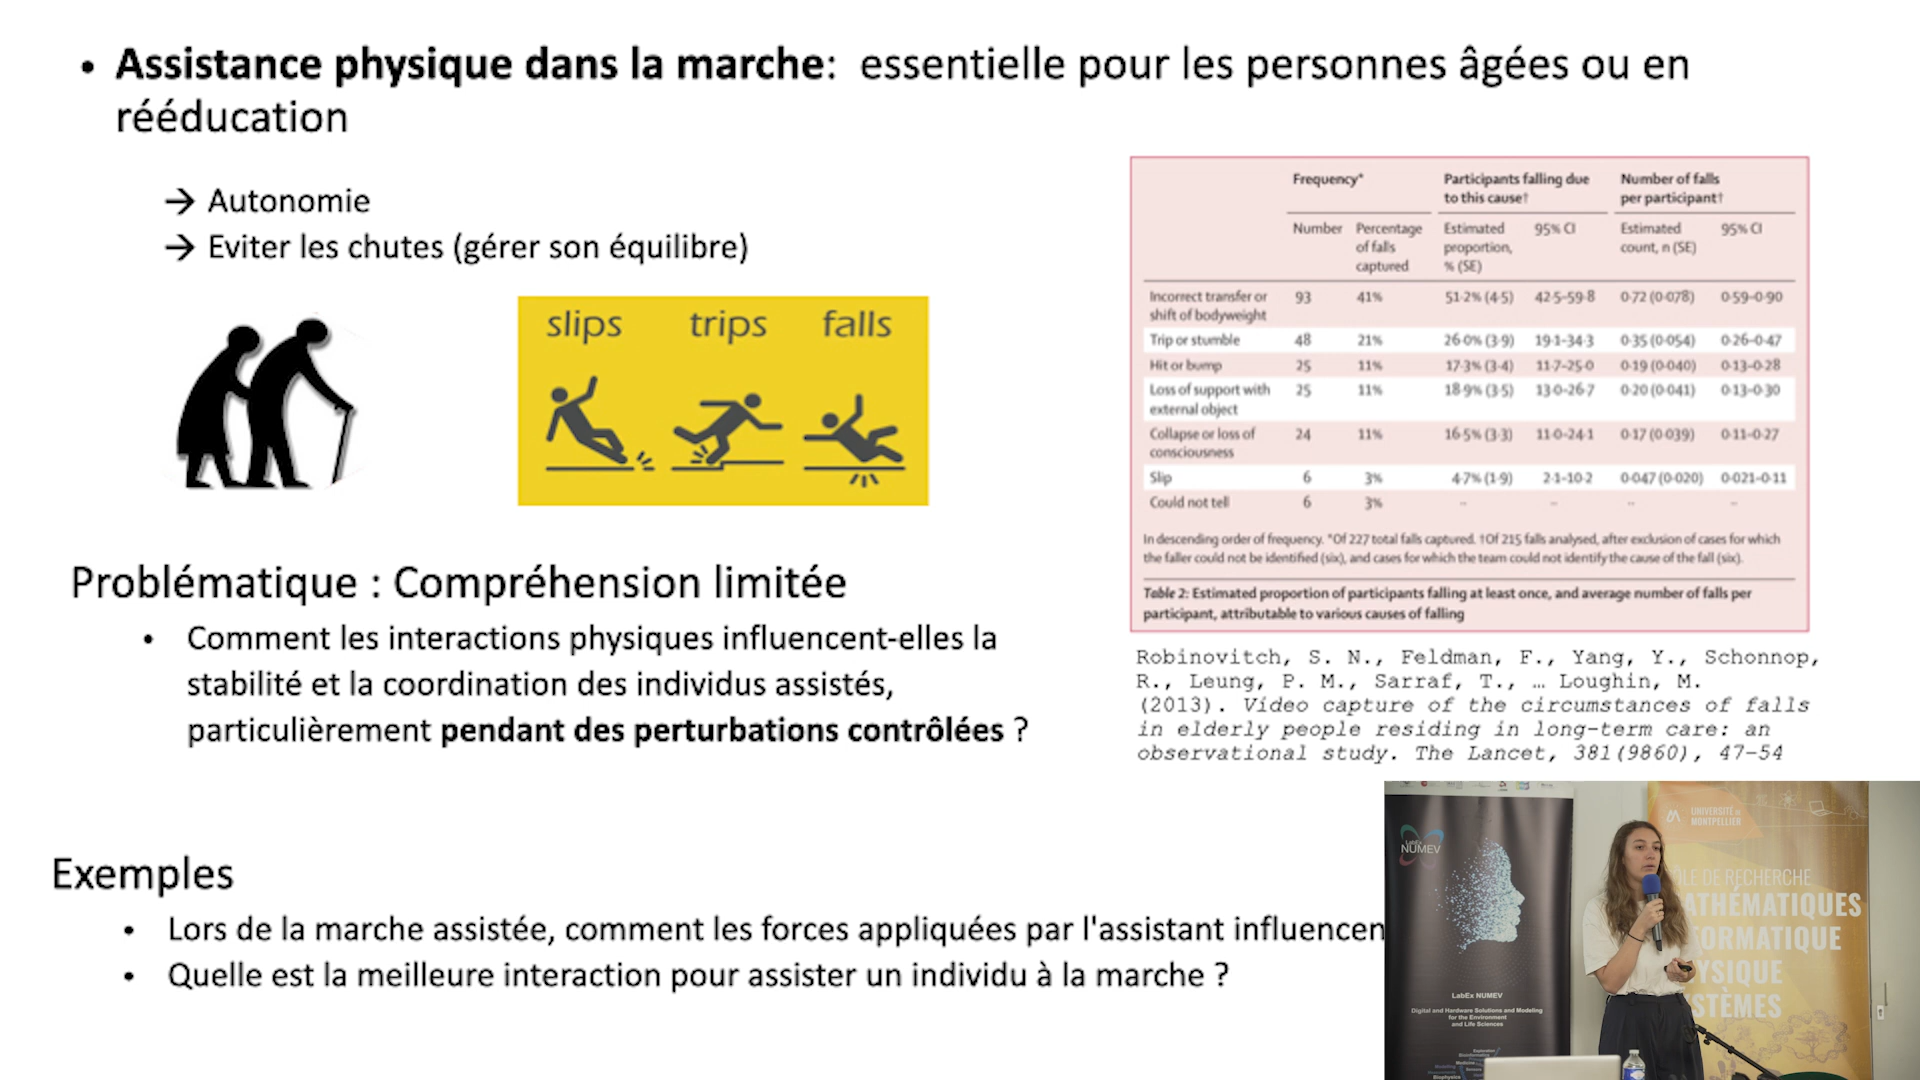 • Assistance physique dans la marche: essentielle pour les personnes âgées ou en
rééducation
→ Autonomie
→ Eviter les chutes (gérer son équilibre)
slips trips falls
Problématique : Compréhension limitée
• Comment les interactions physiques influencent-elles la
stabilité et la coordination des individus assistés,
particulièrement pendant des perturbations contrôlées ?
Exemples
• Lors de la marche assistée, comment les forces appliquées par l'assistant influencen
• Quelle est la meilleure interaction pour assister un individu à la marche ?
Frequency* Participants falling due to this cause† Number of falls per participant†
Number Percentage of falls captured Estimated proportion, % (SE) 95% CI Estimated count, n (SE) 95% CI
Incorrect transfer or shift of bodyweight 93 41% 51·2% (4·5) 42·5–59·8 0·72 (0·078) 0·59–0·90
Trip or stumble 48 21% 26·0% (3·9) 19·1–34·3 0·35 (0·054) 0·26–0·47
Hit or bump 25 11% 17·3% (3·4) 11·7–25·0 0·19 (0·040) 0·13–0·28
Loss of support with external object 25 11% 18·9% (3·5) 13·0–26·7 0·20 (0·041) 0·13–0·30
Collapse or loss of consciousness 24 11% 16·5% (3·3) 11·0–24·1 0·17 (0·039) 0·11–0·27
Slip 6 3% 4·7% (1·9) 2·1–10·2 0·047 (0·020) 0·021–0·11
Could not tell 6 3% – – – –
In descending order of frequency. *Of 227 total falls captured. †Of 215 falls analysed, after exclusion of cases for which
the faller could not be identified (six), and cases for which the team could not identify the cause of the fall (six).
Table 2: Estimated proportion of participants falling at least once, and average number of falls per
participant, attributable to various causes of falling
Robinovitch, S. N., Feldman, F., Yang, Y., Schonnop,
R., Leung, P. M., Sarraf, T., … Loughin, M.
(2013). Video capture of the circumstances of falls
in elderly people residing in long-term care: an
observational study. The Lancet, 381(9860), 47–54
LabEx
NUMEV
LabEx NUMEV
Digital and Hardware Solutions and Modeling
for the Environment
and Life Sciences
UNIVERSITÉ DE
MONTPELLIER
LE DE RECHERCHE
ATHÉMATIQUES
FORMATIQUE
YSIQUE
STÈMES